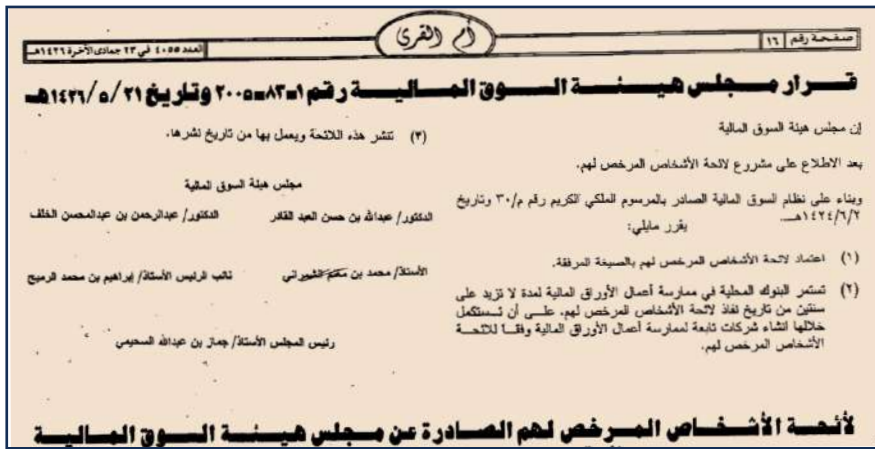 صفحة رقم ١٦
أم القرى
العدد ٤٠٥٥ في ٢٣ جمادى الآخرة ١٤٢٦هـ
قرار مجلس هيئة السوق المالية رقم ١-٨٣-٢٠٠٥ وتاريخ ١٤٢٦/٥/٢١هـ
إن مجلس هيئة السوق المالية
بعد الاطلاع على مشروع لائحة الأشخاص المرخص لهم.
وبناء على نظام السوق المالية الصادر بالمرسوم الملكي الكريم رقم م/٣٠ وتاريخ
١٤٢٤/٦/٢هـ.
يقرر مايلي:
(١) اعتماد لائحة الأشخاص المرخص لهم بالصيغة المرفقة.
(٢) تستمر البنوك المحلية في ممارسة أعمال الأوراق المالية لمدة لا تزيد على
سنتين من تاريخ نفاذ لائحة الأشخاص المرخص لهم، على أن تستكمل
خلالها انشاء شركات تابعة لممارسة أعمال الأوراق المالية وفقا للائحة
الأشخاص المرخص لهم.
(٣) تنشر هذه اللائحة ويعمل بها من تاريخ نشرها.
مجلس هيئة السوق المالية
الدكتور/ عبدالله بن حسن العبد القادر
الدكتور/ عبدالرحمن بن عبدالمحسن الخلف
الأستاذ/ محمد بن الشميراني
نائب الرئيس الأستاذ/ إبراهيم بن محمد الرميح
رئيس المجلس الأستاذ/ جماز بن عبدالله السحيمي
لائحة الأشخاص المرخص لهم الصادرة عن مجلس هيئة السوق المالية